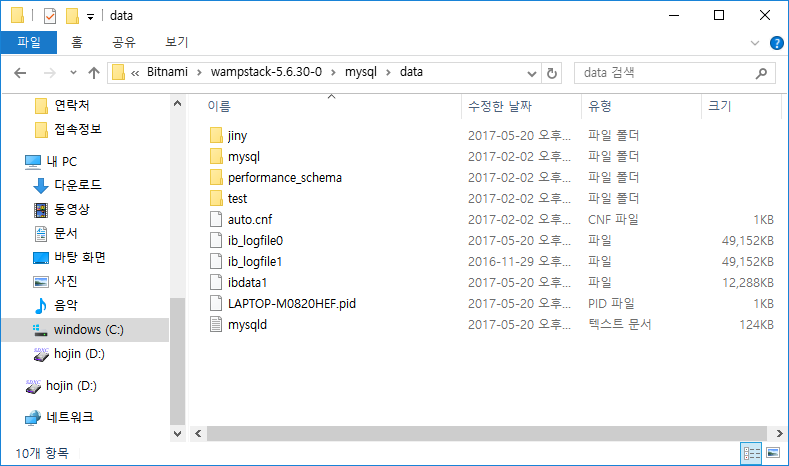 data
파일 홈 공유 보기
« Bitnami > wampstack-5.6.30-0 > mysql > data
data 검색
연락처
접속정보
내 PC
다운로드
동영상
문서
바탕 화면
사진
음악
windows (C:)
hojin (D:)
hojin (D:)
네트워크
이름 수정한 날짜 유형 크기
jiny 2017-05-20 오후... 파일 폴더
mysql 2017-02-02 오후... 파일 폴더
performance_schema 2017-02-02 오후... 파일 폴더
test 2017-02-02 오후... 파일 폴더
auto.cnf 2017-02-02 오후... CNF 파일 1KB
ib_logfile0 2017-05-20 오후... 파일 49,152KB
ib_logfile1 2016-11-29 오후... 파일 49,152KB
ibdata1 2017-05-20 오후... 파일 12,288KB
LAPTOP-M0820HEF.pid 2017-05-20 오후... PID 파일 1KB
mysqld 2017-05-20 오후... 텍스트 문서 124KB
10개 항목